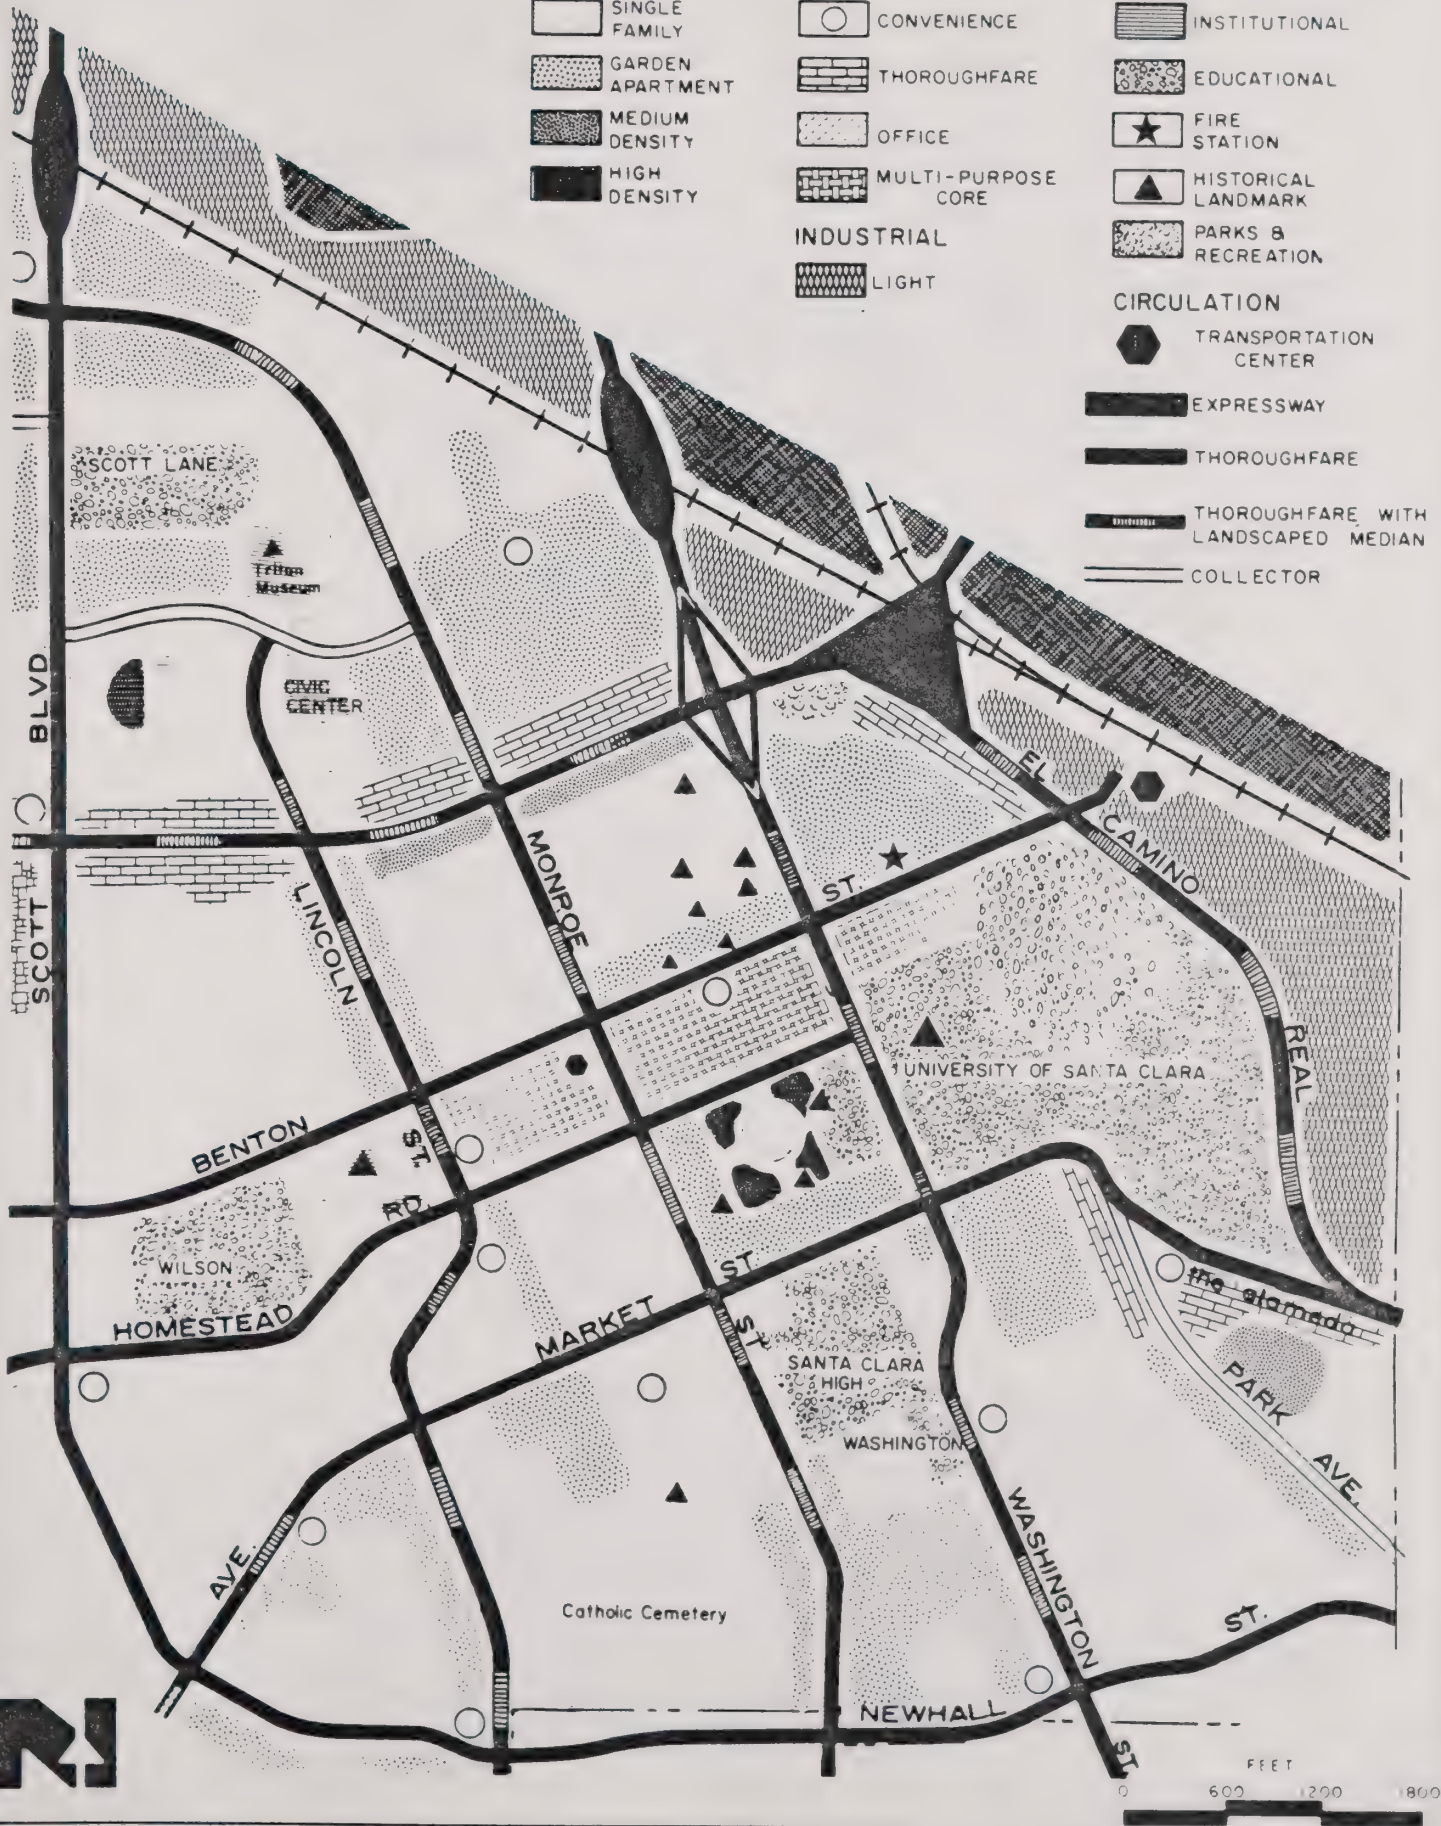 SINGLE
FAMILY
GARDEN
APARTMENT
MEDIUM
DENSITY
HIGH
DENSITY
CONVENIENCE
THOROUGHFARE
OFFICE
MULTI-PURPOSE
CORE
INDUSTRIAL
LIGHT
INSTITUTIONAL
EDUCATIONAL
FIRE
STATION
HISTORICAL
LANDMARK
PARKS &
RECREATION
CIRCULATION
TRANSPORTATION
CENTER
EXPRESSWAY
THOROUGHFARE
THOROUGHFARE WITH
LANDSCAPED MEDIAN
COLLECTOR
SCOTT LANE
Triton
Museum
CIVIC
CENTER
SCOTT BLVD.
LINCOLN ST.
MONROE ST.
EL CAMINO REAL
BENTON ST.
UNIVERSITY OF SANTA CLARA
WILSON
HOMESTEAD RD.
MARKET ST.
the alameda
SANTA CLARA
HIGH
WASHINGTON
PARK AVE.
AVE.
WASHINGTON ST.
Catholic Cemetery
NEWHALL ST.
FEET
0 600 1200 1800